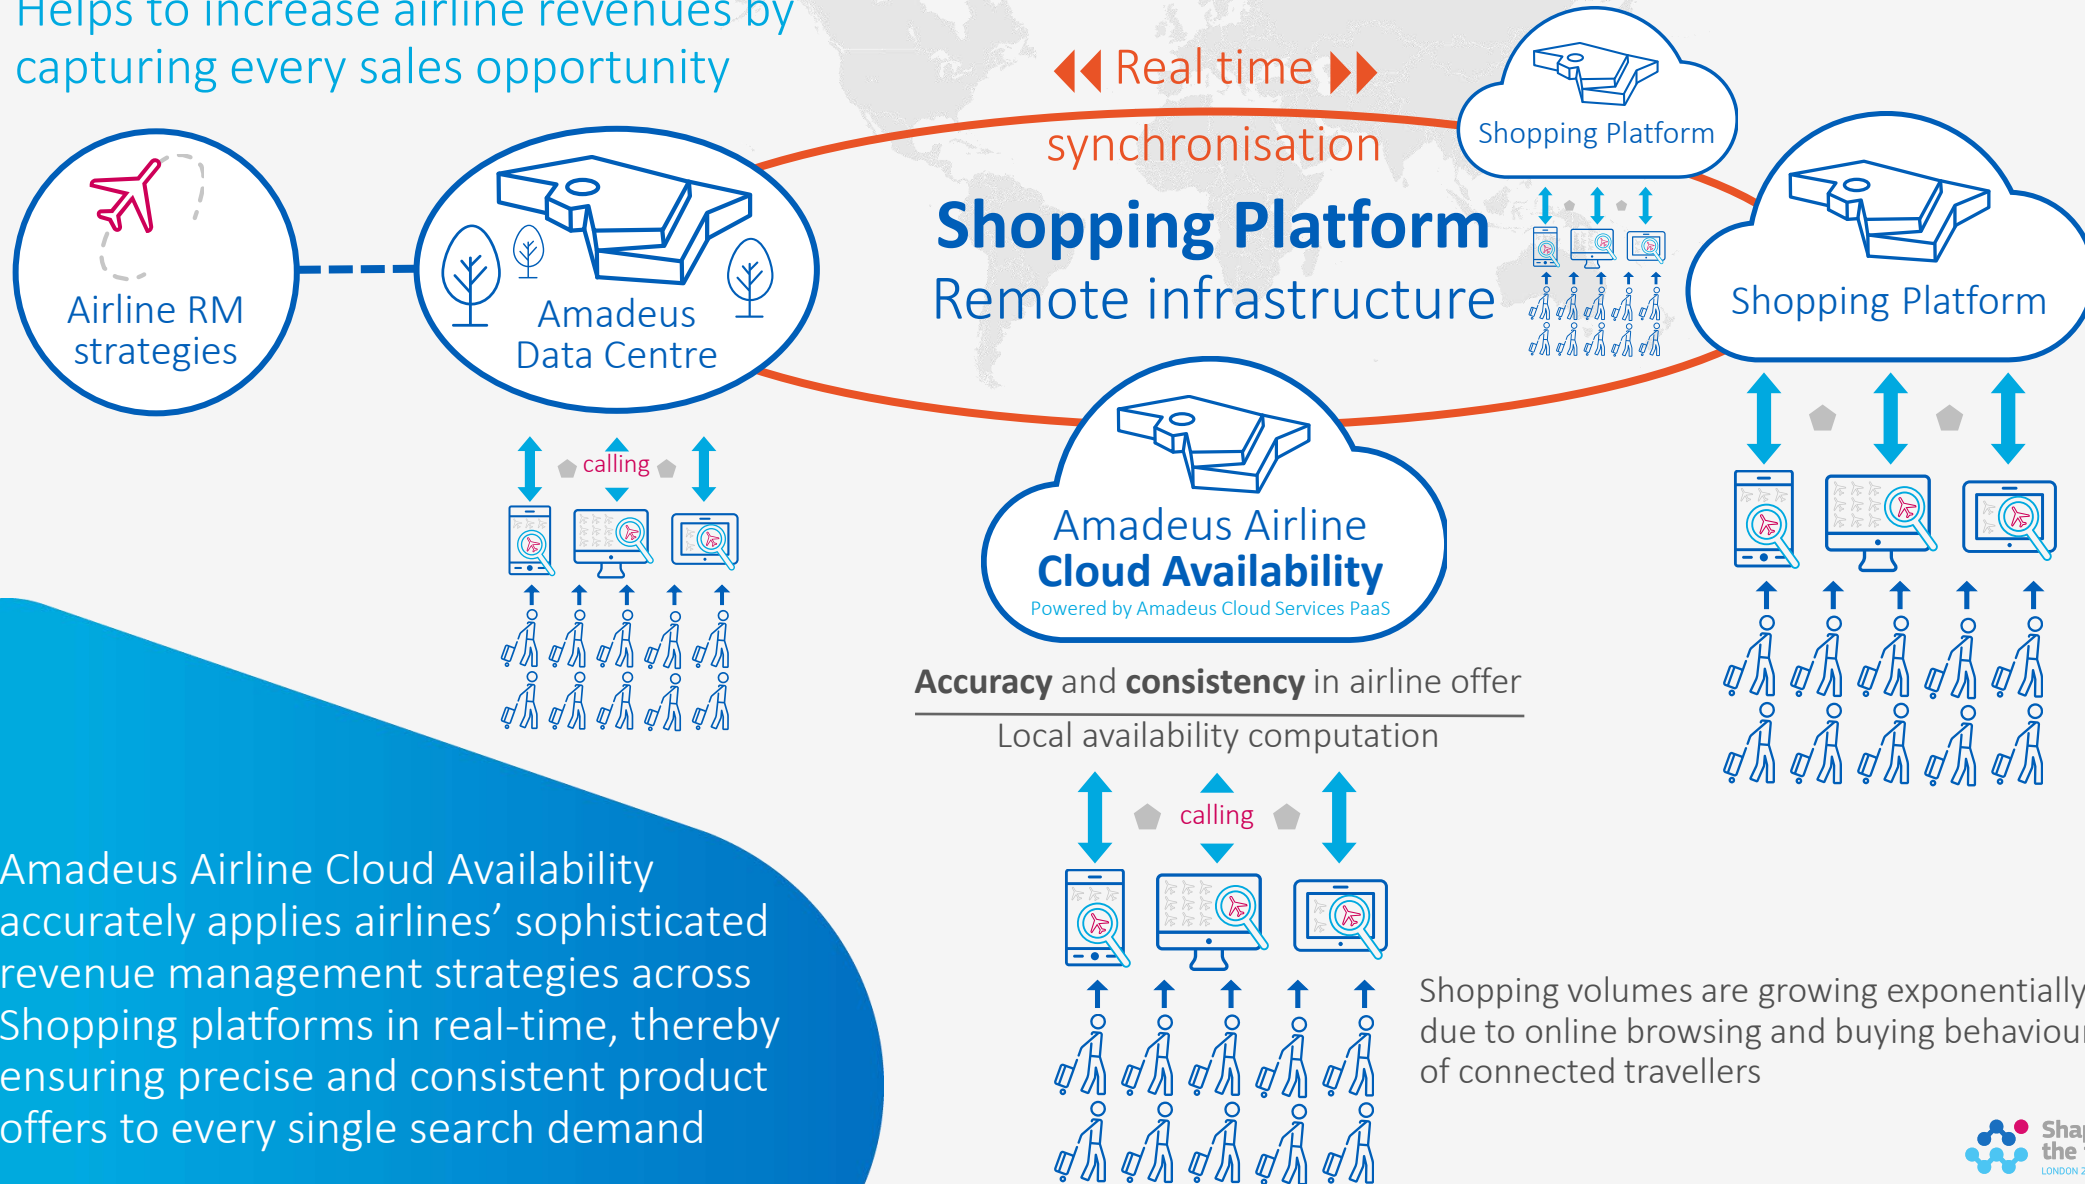 Helps to increase airline revenues by
capturing every sales opportunity
Real time
synchronisation
Shopping Platform
Shopping Platform
Airline RM
strategies
Amadeus
Data Centre
Shopping Platform
Remote infrastructure
calling
Amadeus Airline
Cloud Availability
Powered by Amadeus Cloud Services PaaS
Accuracy and consistency in airline offer
Local availability computation
calling
Amadeus Airline Cloud Availability
accurately applies airlines’ sophisticated
revenue management strategies across
Shopping platforms in real-time, thereby
ensuring precise and consistent product
offers to every single search demand
Shopping volumes are growing exponentially
due to online browsing and buying behaviour
of connected travellers
the
LONDON